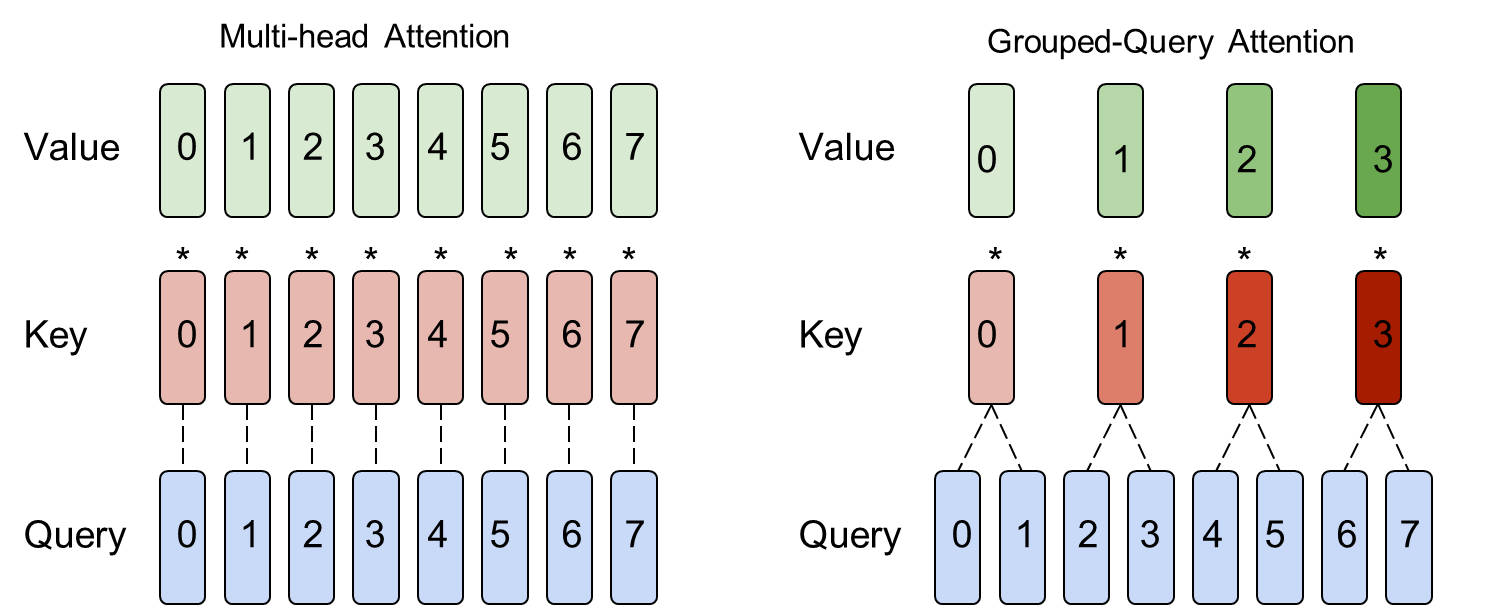 Multi-head Attention
Value 0 1 2 3 4 5 6 7
* * * * * * * *
Key 0 1 2 3 4 5 6 7
Query 0 1 2 3 4 5 6 7
Grouped-Query Attention
Value 0 1 2 3
* * * *
Key 0 1 2 3
Query 0 1 2 3 4 5 6 7